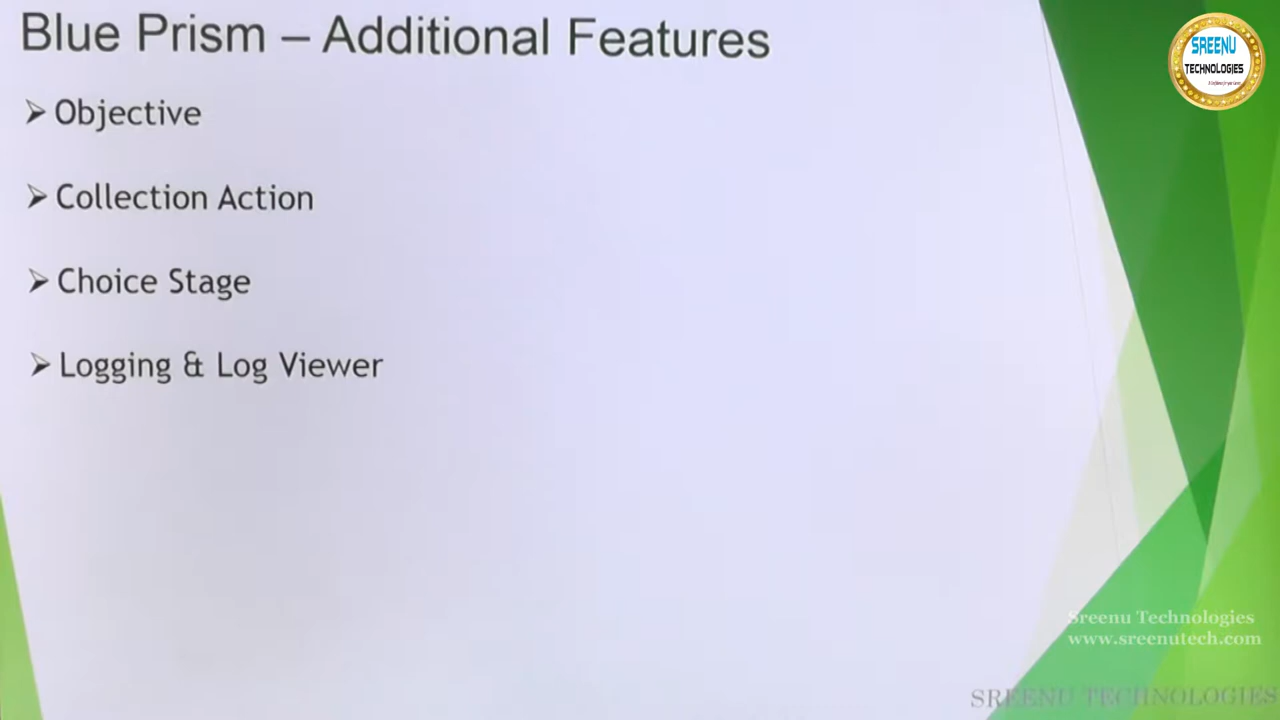 Blue Prism – Additional Features
SREENU
TECHNOLOGIES
➢ Objective
➢ Collection Action
➢ Choice Stage
➢ Logging & Log Viewer
Sreenu Technologies
www.sreenutech.com
SREENU TECHNOLOGIES